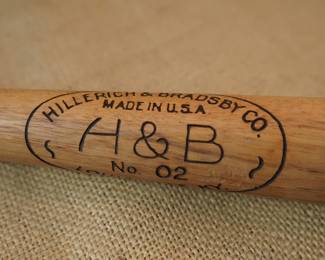 HILLERICH & BRADSBY CO.
MADE IN U.S.A
H & B
No 02